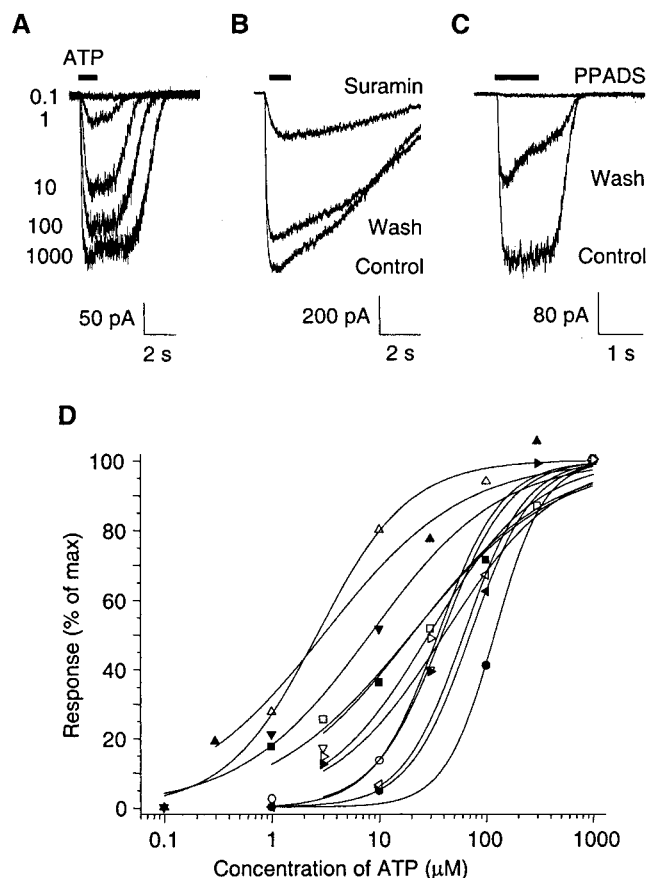 A
B
C
ATP
Suramin
PPADS
0.1
1
10
100
1000
Wash
Control
Wash
Control
50 pA
2 s
200 pA
2 s
80 pA
1 s
D
Response (% of max)
100
80
60
40
20
0
0.1
1
10
100
1000
Concentration of ATP (μM)